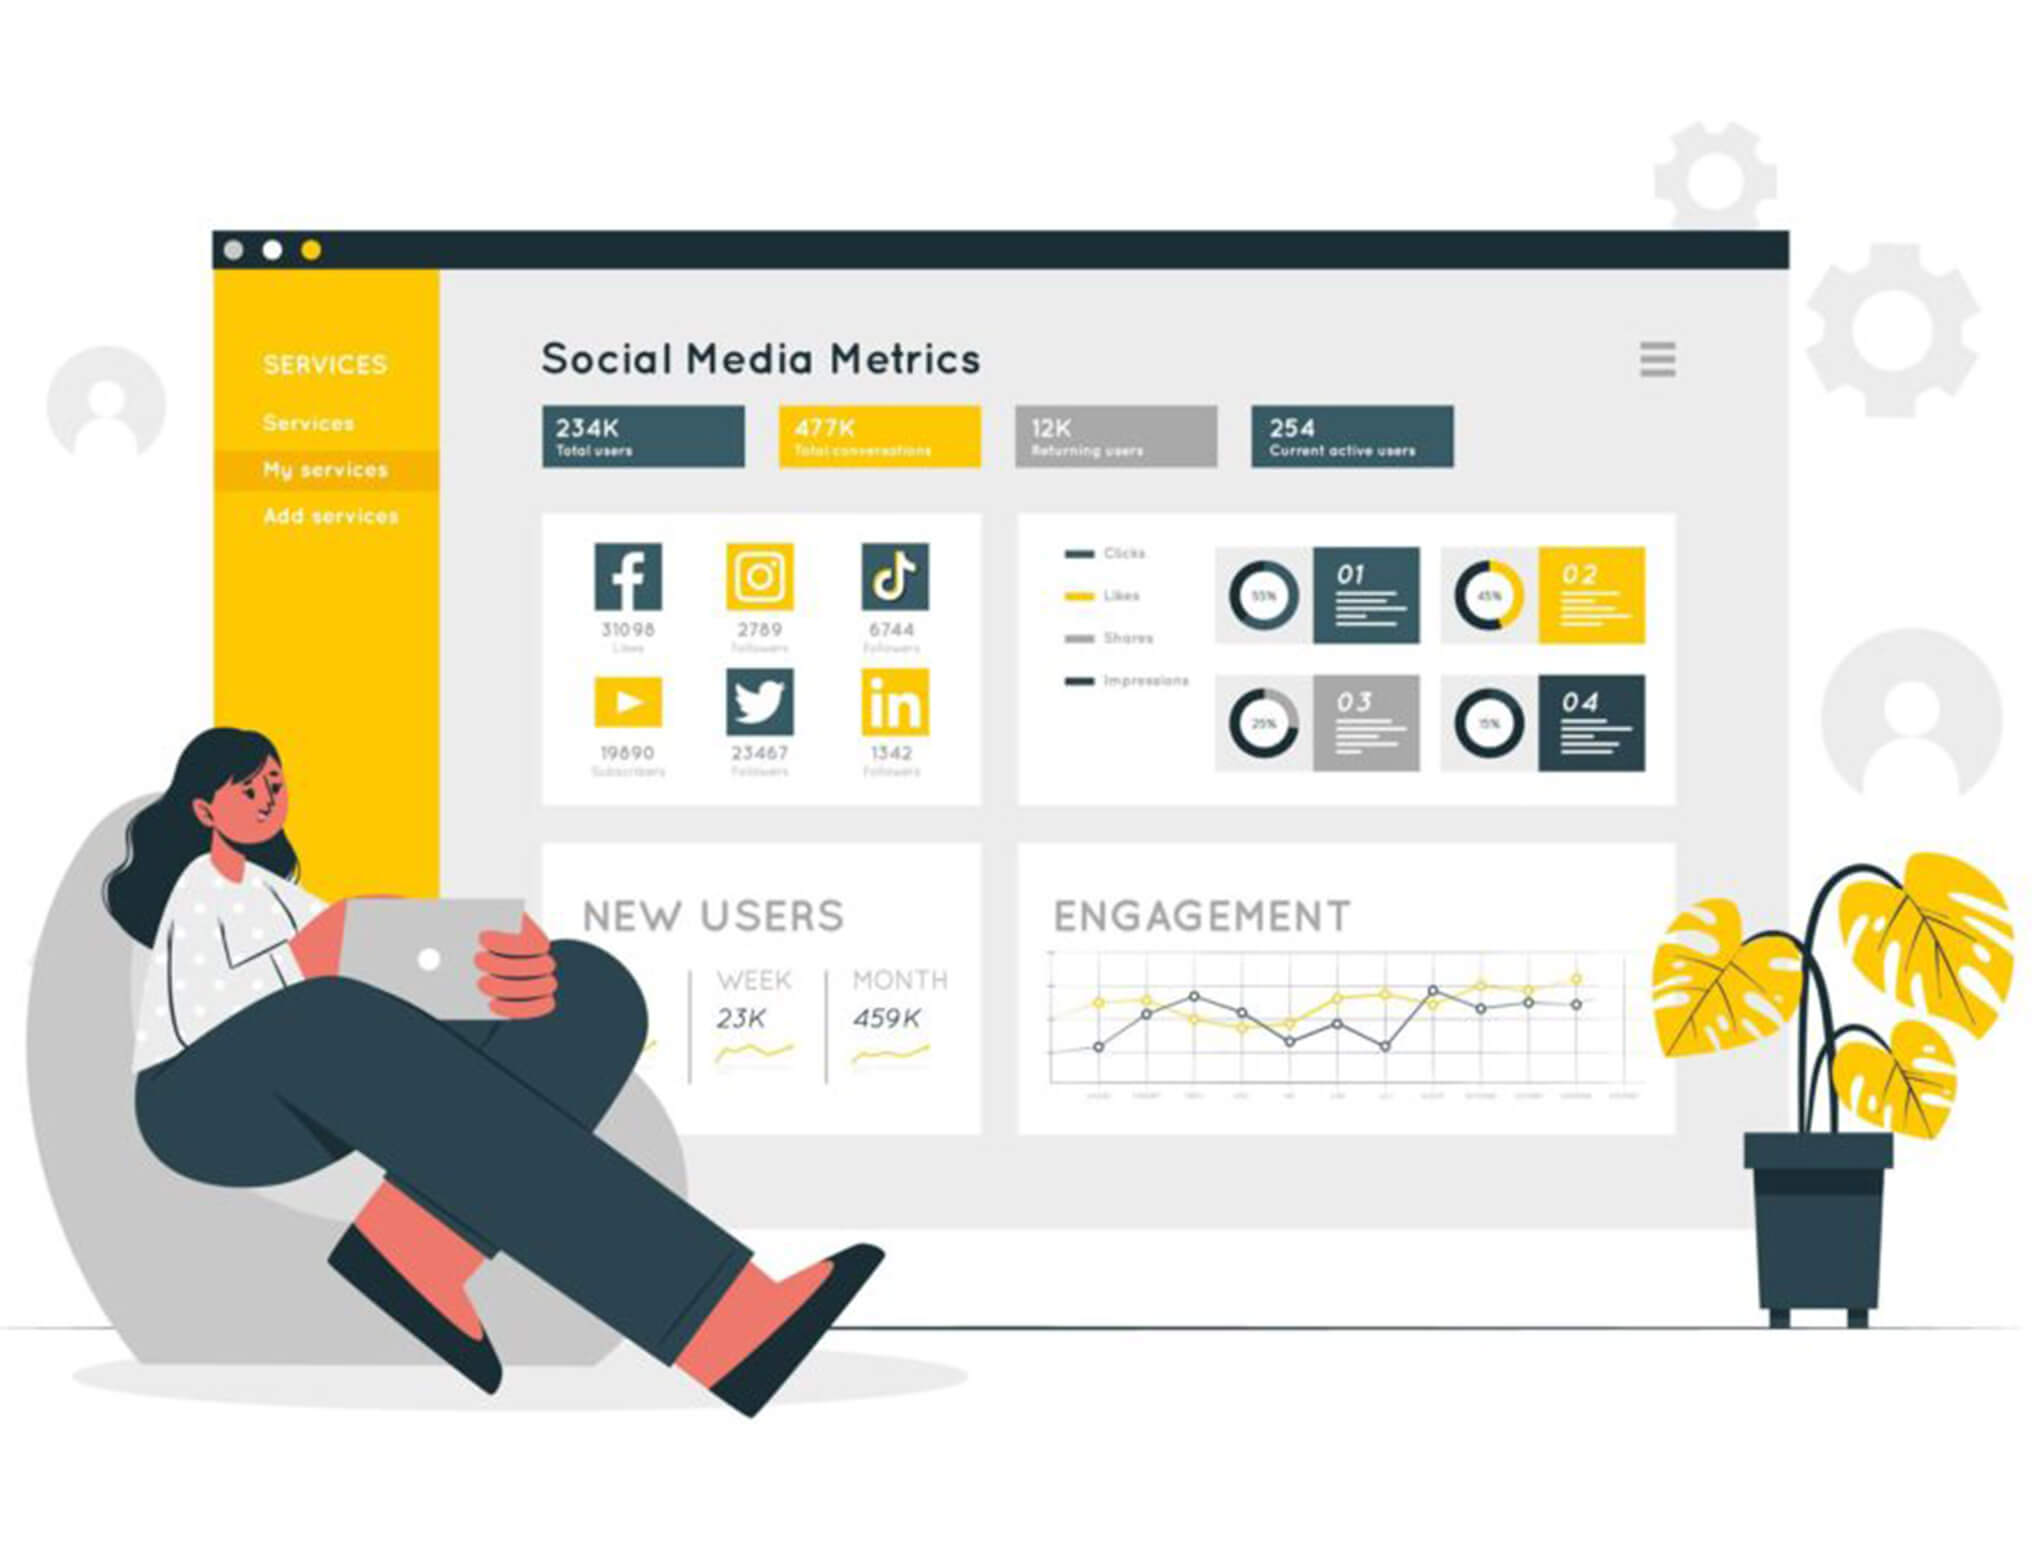 SERVICES
Services
My services
Add services
Social Media Metrics
234K
Total users
477K
Total conversations
12K
Returning users
254
Current active users
31098
Likes
2789
Followers
6744
Followers
19890
Subscribers
23467
Followers
1342
Followers
Clicks
Likes
Shares
Impressions
55%
01
45%
02
25%
03
15%
04
NEW USERS
WEEK
23K
MONTH
459K
ENGAGEMENT